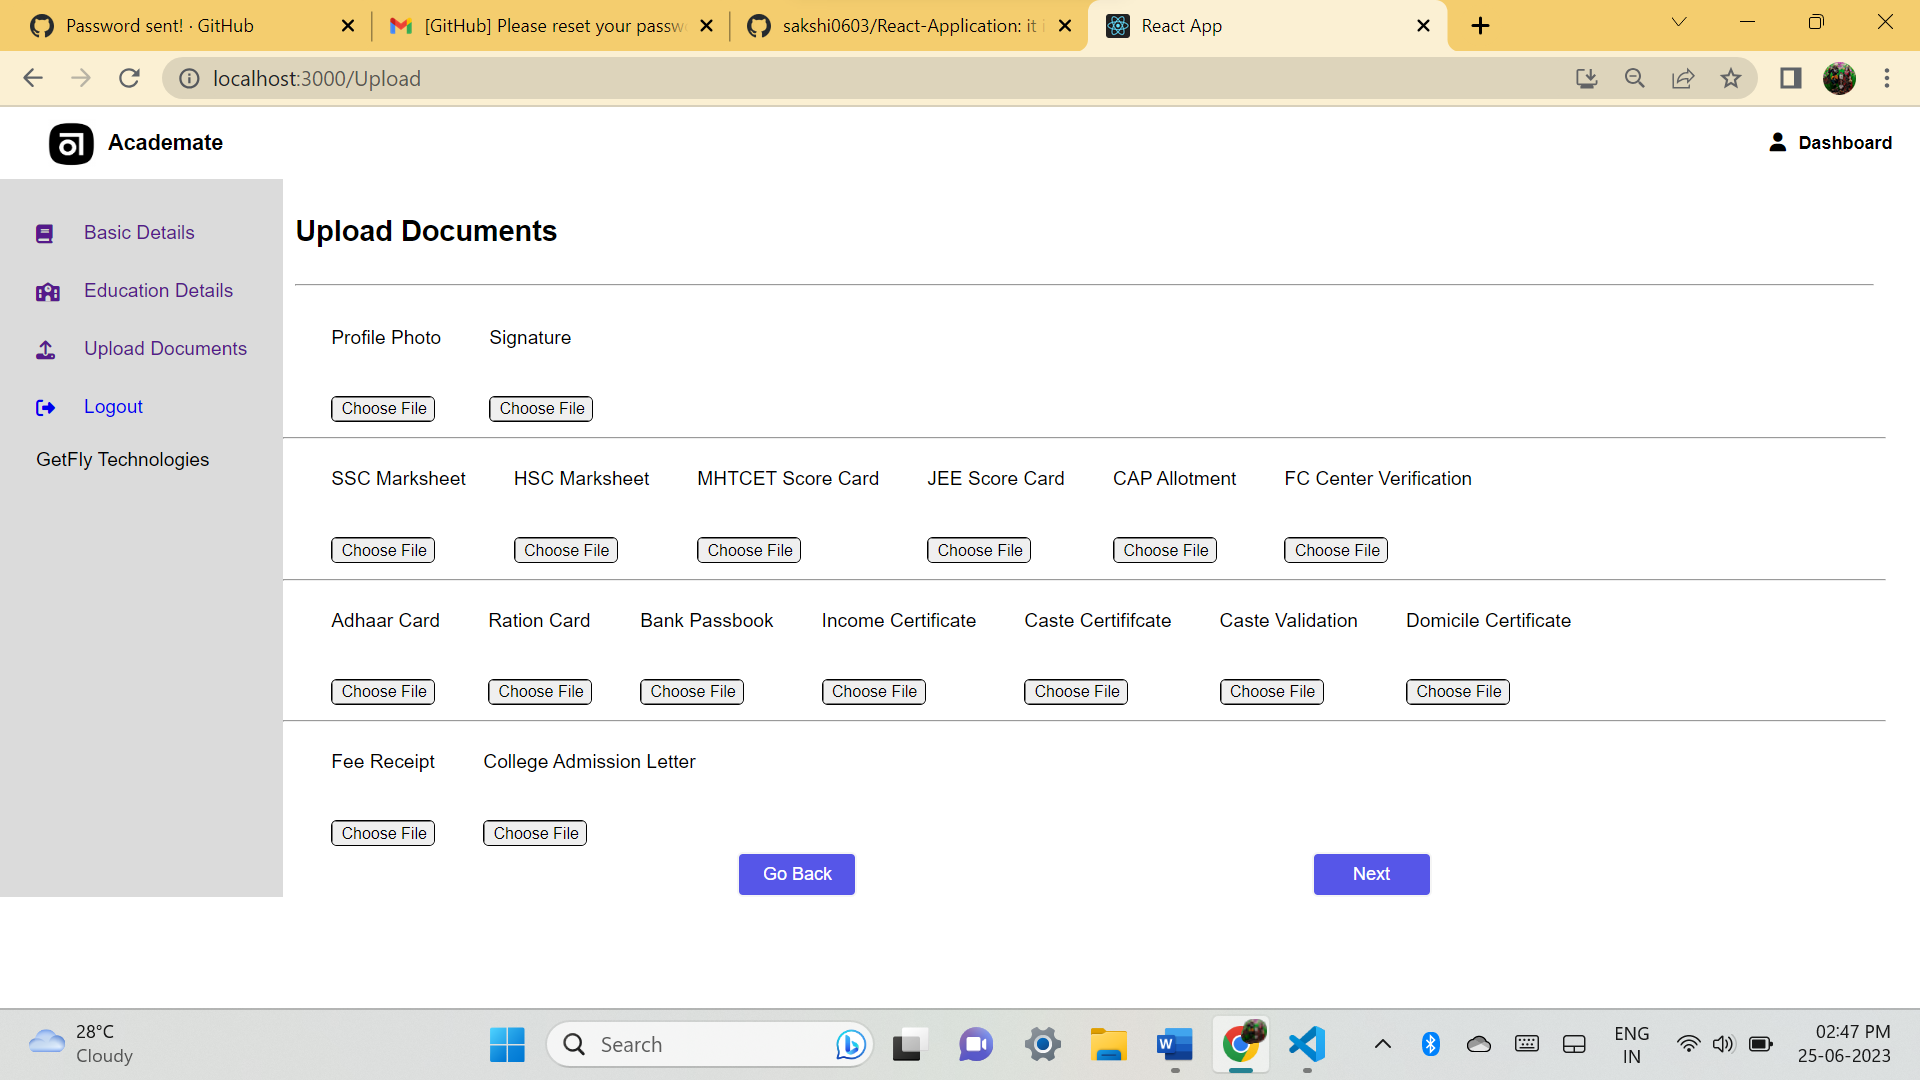 Password sent! · GitHub
[GitHub] Please reset your passw
sakshi0603/React-Application: it i
React App
localhost:3000/Upload
Academate
Dashboard
Basic Details
Education Details
Upload Documents
Logout
GetFly Technologies
Upload Documents
Profile Photo Signature
Choose File Choose File
SSC Marksheet HSC Marksheet MHTCET Score Card JEE Score Card CAP Allotment FC Center Verification
Choose File Choose File Choose File Choose File Choose File Choose File
Adhaar Card Ration Card Bank Passbook Income Certificate Caste Certififcate Caste Validation Domicile Certificate
Choose File Choose File Choose File Choose File Choose File Choose File Choose File
Fee Receipt College Admission Letter
Choose File Choose File
Go Back Next
28°C
Cloudy
Search
ENG
IN
02:47 PM
25-06-2023